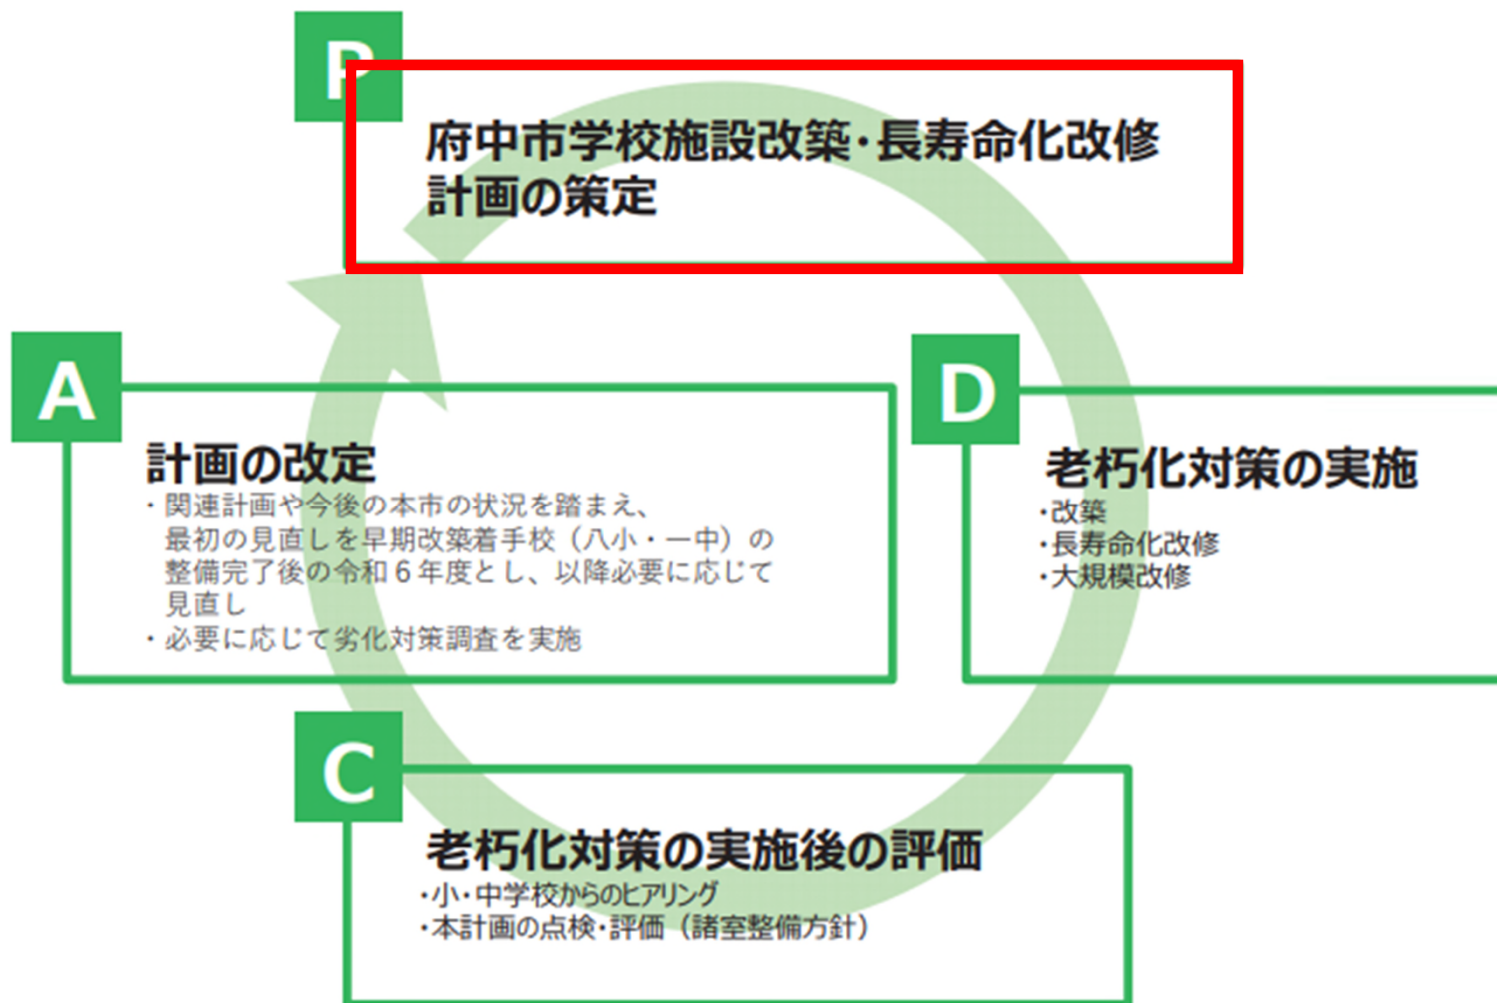 P
府中市学校施設改築・長寿命化改修
計画の策定
A
計画の改定
・関連計画や今後の本市の状況を踏まえ、
最初の見直しを早期改築着手校（八小・一中）の
整備完了後の令和６年度とし、以降必要に応じて
見直し
・必要に応じて劣化対策調査を実施
D
老朽化対策の実施
・改築
・長寿命化改修
・大規模改修
C
老朽化対策の実施後の評価
・小・中学校からのヒアリング
・本計画の点検・評価（諸室整備方針）